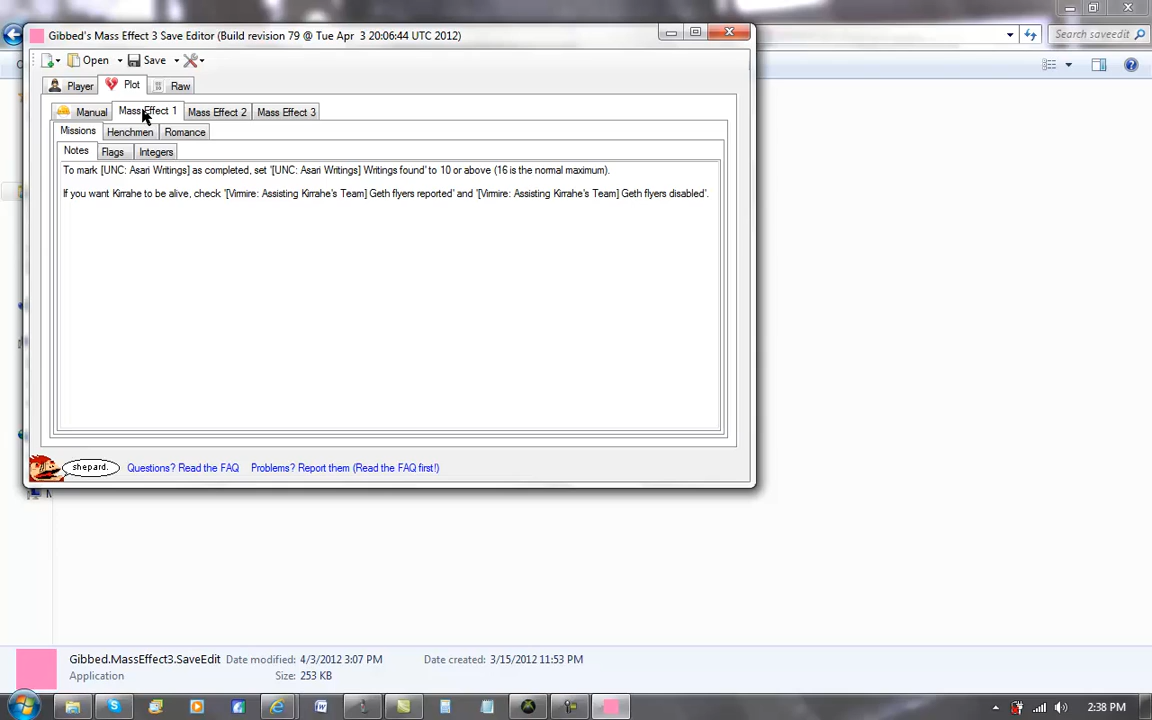 Gibbed's Mass Effect 3 Save Editor (Build revision 79 @ Tue Apr  3 20:06:44 UTC 2012)
Search saveedit
Open Save
Player Plot Raw
Manual Mass Effect 1 Mass Effect 2 Mass Effect 3
Missions Henchmen Romance
Notes Flags Integers
To mark [UNC: Asari Writings] as completed, set '[UNC: Asari Writings] Writings found' to 10 or above (16 is the normal maximum).
If you want Kirrahe to be alive, check '[Virmire: Assisting Kirrahe's Team] Geth flyers reported' and '[Virmire: Assisting Kirrahe's Team] Geth flyers disabled'.
shepard. Questions? Read the FAQ Problems? Report them (Read the FAQ first!)
Gibbed.MassEffect3.SaveEdit Date modified: 4/3/2012 3:07 PM Date created: 3/15/2012 11:53 PM
Application Size: 253 KB
2:38 PM